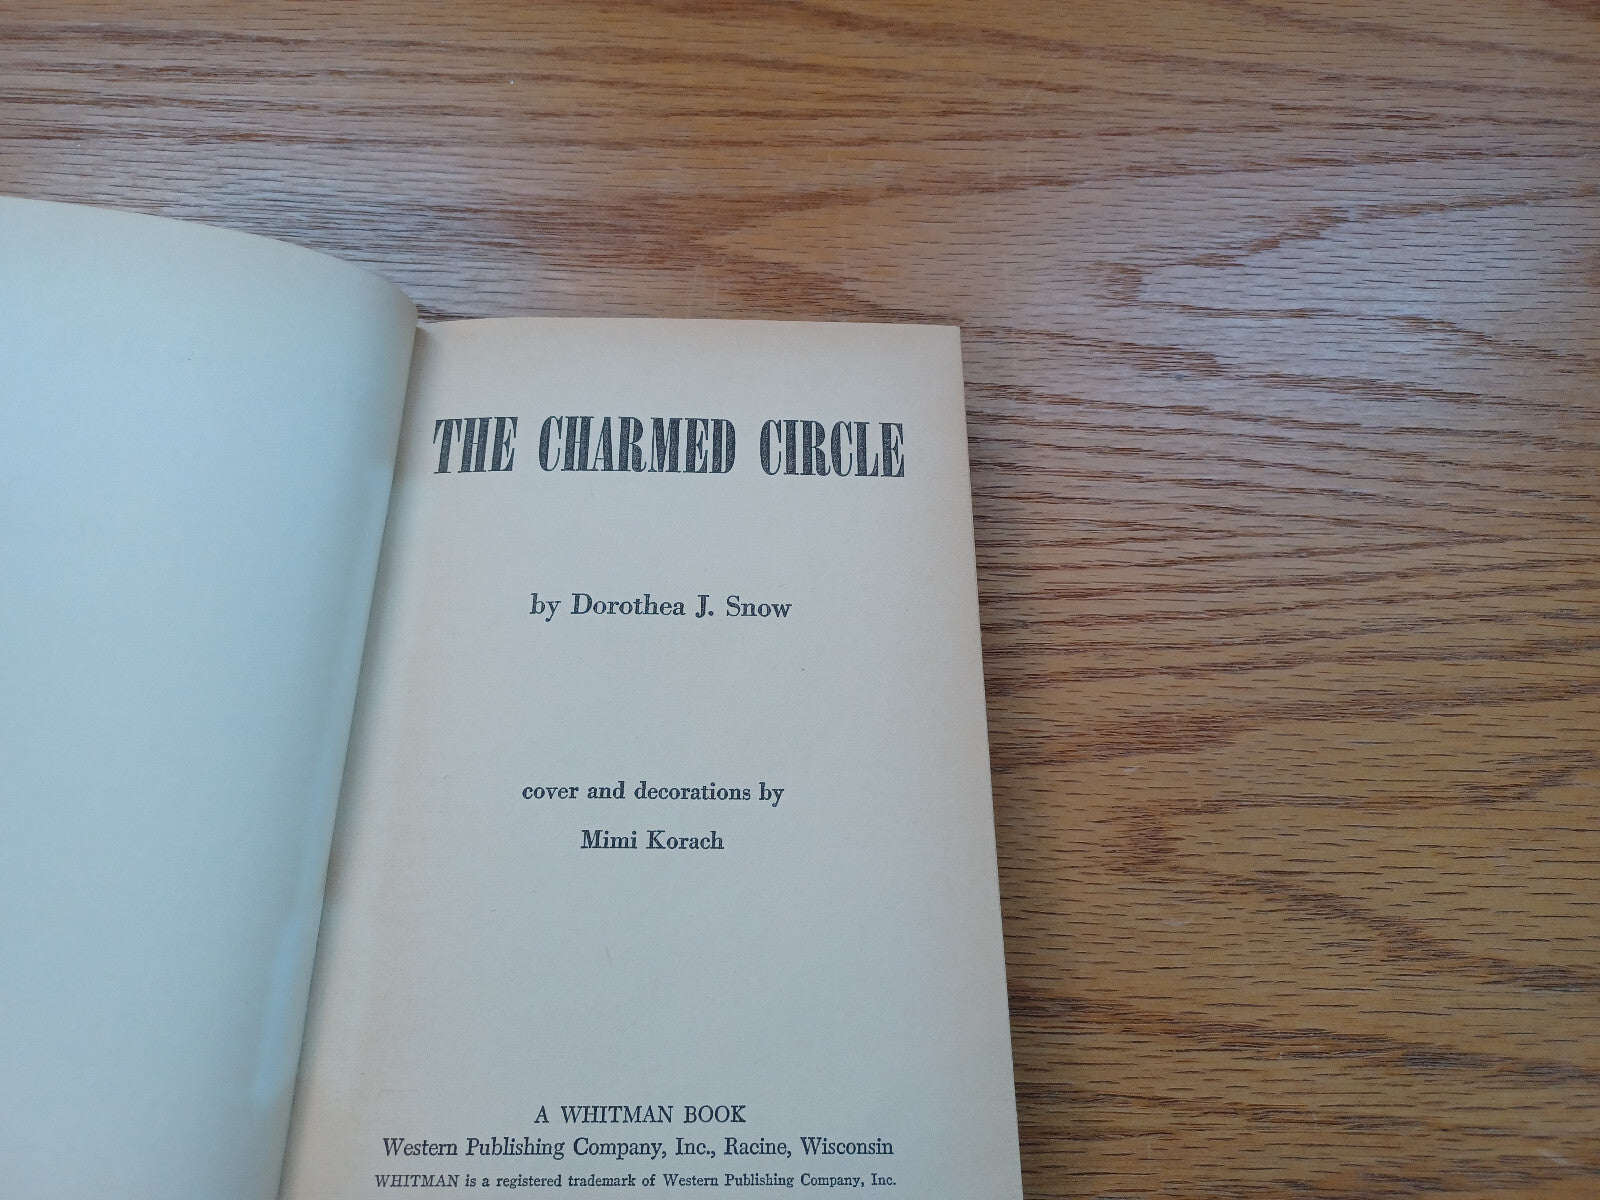 THE CHARMED CIRCLE
by Dorothea J. Snow
cover and decorations by
Mimi Korach
A WHITMAN BOOK
Western Publishing Company, Inc., Racine, Wisconsin
WHITMAN is a registered trademark of Western Publishing Company, Inc.